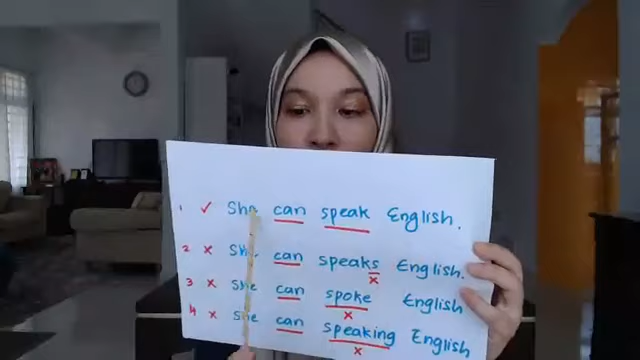 1 ✓ She can speak English.
2 × She can speaks English.
×
3 × She can spoke English
×
4 × She can speaking English
×